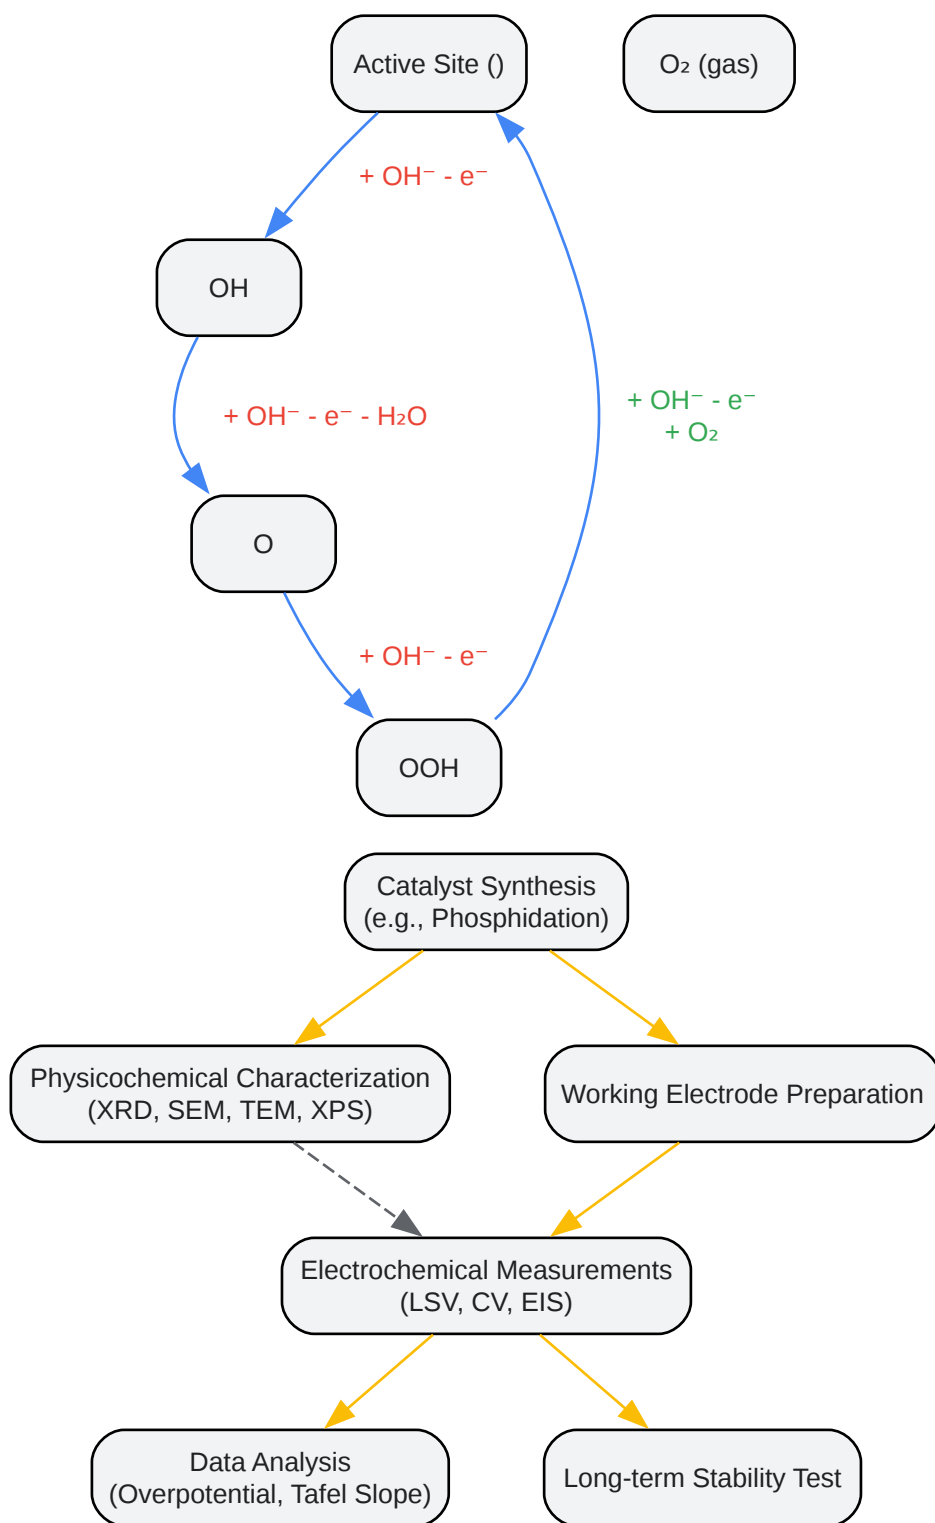 Active Site ()
O₂ (gas)
+ OH⁻ - e⁻
OH
+ OH⁻ - e⁻ - H₂O
+ OH⁻ - e⁻
+ O₂
O
+ OH⁻ - e⁻
OOH
Catalyst Synthesis
(e.g., Phosphidation)
Physicochemical Characterization
(XRD, SEM, TEM, XPS)
Working Electrode Preparation
Electrochemical Measurements
(LSV, CV, EIS)
Data Analysis
(Overpotential, Tafel Slope)
Long-term Stability Test